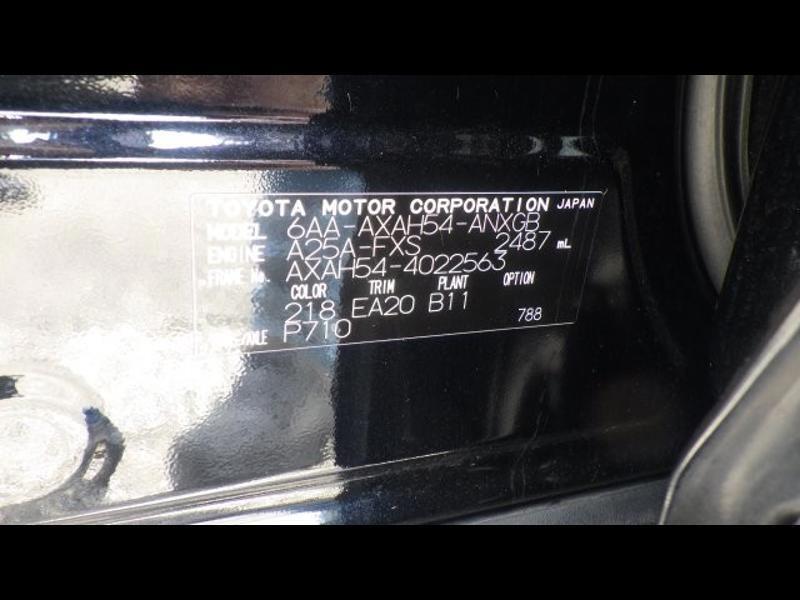 TOYOTA MOTOR CORPORATION JAPAN
MODEL 6AA-AXAH54-ANXGB
ENGINE A25A-FXS 2487 mL
FRAME No. AXAH54-4022563
COLOR TRIM PLANT OPTION
218 EA20 B11 788
P710